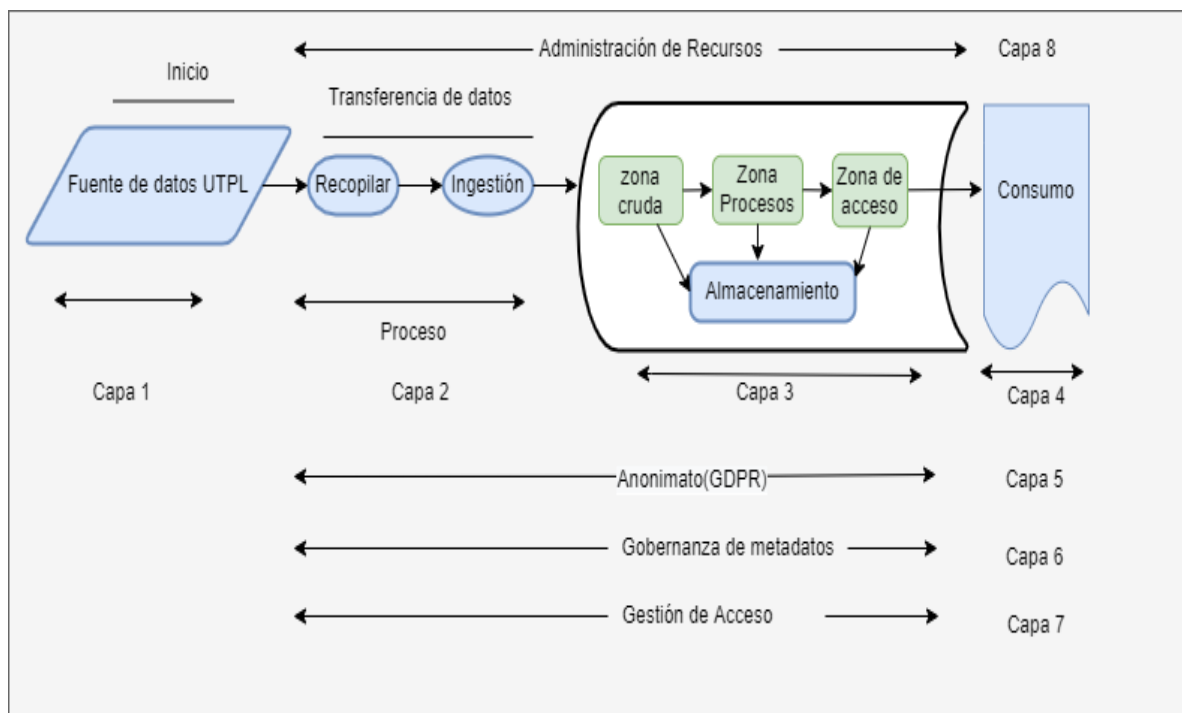 Administración de Recursos
Capa 8
Inicio
Transferencia de datos
Fuente de datos UTPL
Recopilar
Ingestión
zona
cruda
Zona
Procesos
Zona de
acceso
Consumo
Almacenamiento
Proceso
Capa 1
Capa 2
Capa 3
Capa 4
Anonimato(GDPR)
Capa 5
Gobernanza de metadatos
Capa 6
Gestión de Acceso
Capa 7